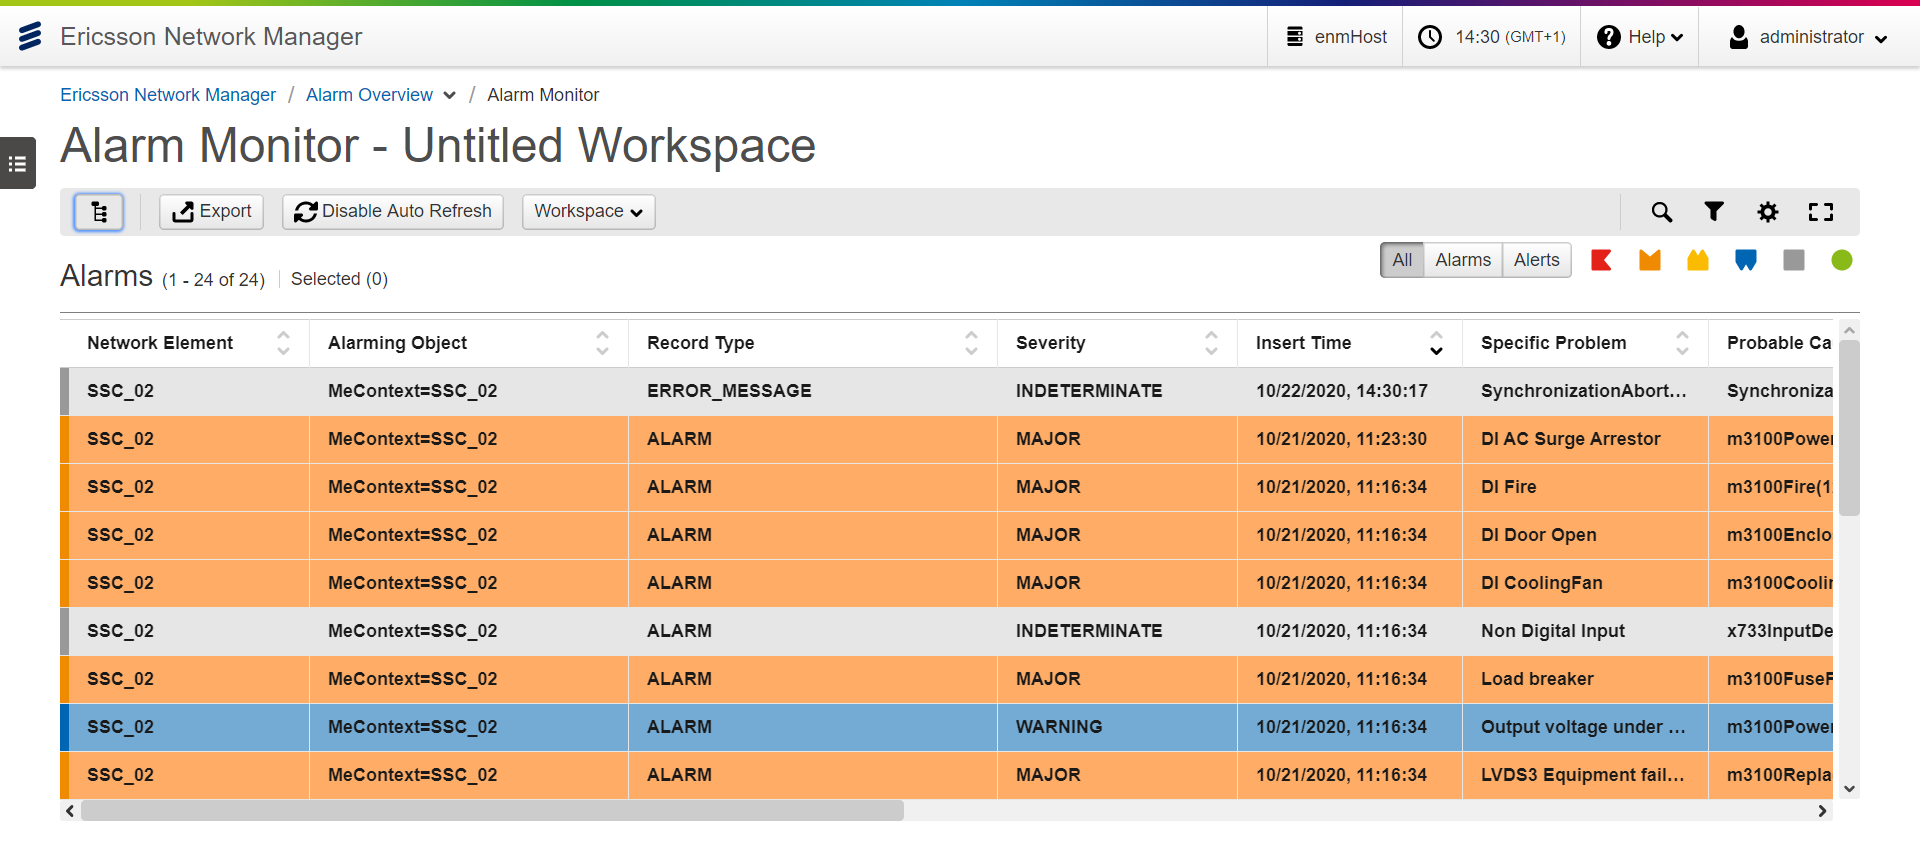 Ericsson Network Manager
enmHost
14:30 (GMT+1)
Help
administrator
Ericsson Network Manager / Alarm Overview / Alarm Monitor
Alarm Monitor - Untitled Workspace
Export
Disable Auto Refresh
Workspace
Alarms (1 - 24 of 24) Selected (0)
All Alarms Alerts
Network Element Alarming Object Record Type Severity Insert Time Specific Problem Probable Ca
SSC_02 MeContext=SSC_02 ERROR_MESSAGE INDETERMINATE 10/22/2020, 14:30:17 SynchronizationAbort... Synchroniza
SSC_02 MeContext=SSC_02 ALARM MAJOR 10/21/2020, 11:23:30 DI AC Surge Arrestor m3100Power
SSC_02 MeContext=SSC_02 ALARM MAJOR 10/21/2020, 11:16:34 DI Fire m3100Fire(1
SSC_02 MeContext=SSC_02 ALARM MAJOR 10/21/2020, 11:16:34 DI Door Open m3100Enclo
SSC_02 MeContext=SSC_02 ALARM MAJOR 10/21/2020, 11:16:34 DI CoolingFan m3100Coolin
SSC_02 MeContext=SSC_02 ALARM INDETERMINATE 10/21/2020, 11:16:34 Non Digital Input x733InputDe
SSC_02 MeContext=SSC_02 ALARM MAJOR 10/21/2020, 11:16:34 Load breaker m3100FuseF
SSC_02 MeContext=SSC_02 ALARM WARNING 10/21/2020, 11:16:34 Output voltage under ... m3100Power
SSC_02 MeContext=SSC_02 ALARM MAJOR 10/21/2020, 11:16:34 LVDS3 Equipment fail... m3100Repla